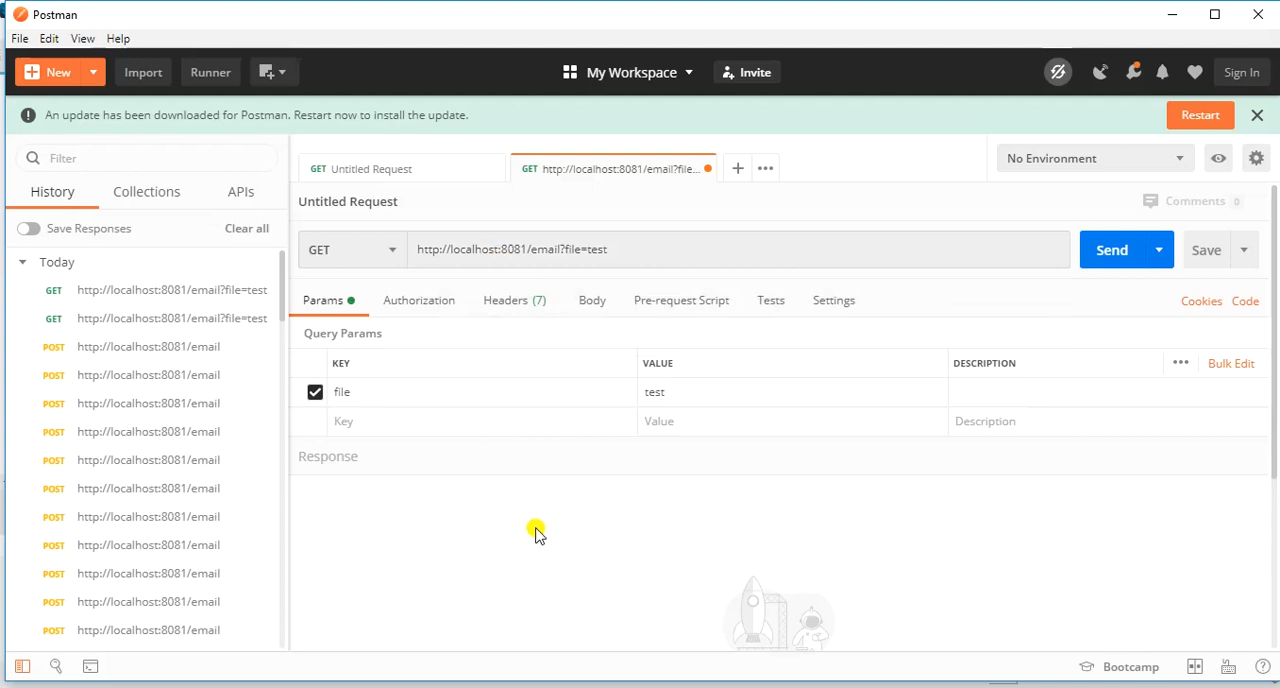 Postman
File Edit View Help
New Import Runner My Workspace Invite Sign In
An update has been downloaded for Postman. Restart now to install the update. Restart
Filter
History Collections APIs
Save Responses Clear all
Today
GET http://localhost:8081/email?file=test
GET http://localhost:8081/email?file=test
POST http://localhost:8081/email
POST http://localhost:8081/email
POST http://localhost:8081/email
POST http://localhost:8081/email
POST http://localhost:8081/email
POST http://localhost:8081/email
POST http://localhost:8081/email
POST http://localhost:8081/email
POST http://localhost:8081/email
POST http://localhost:8081/email
POST http://localhost:8081/email
GET Untitled Request GET http://localhost:8081/email?file... No Environment
Untitled Request Comments 0
GET http://localhost:8081/email?file=test Send Save
Params Authorization Headers (7) Body Pre-request Script Tests Settings Cookies Code
Query Params
KEY VALUE DESCRIPTION Bulk Edit
file test
Key Value Description
Response
Bootcamp